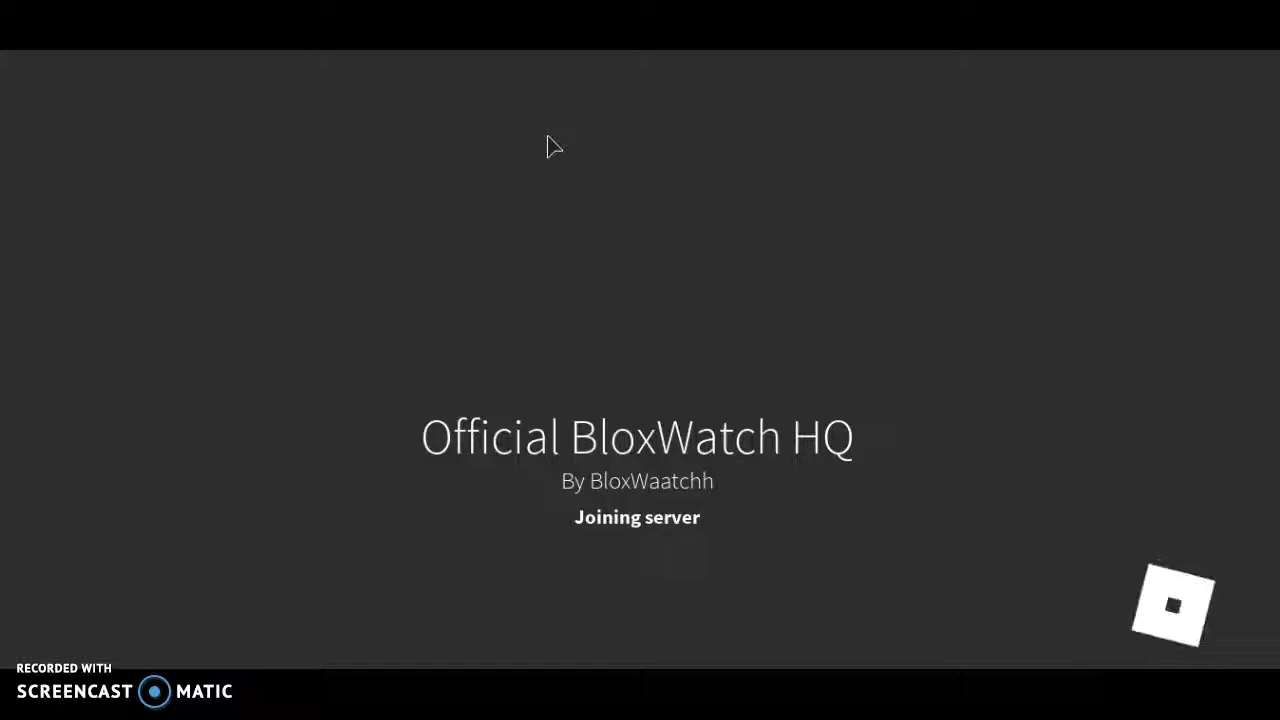 Official BloxWatch HQ
By BloxWaatchh
Joining server
RECORDED WITH
SCREENCAST MATIC